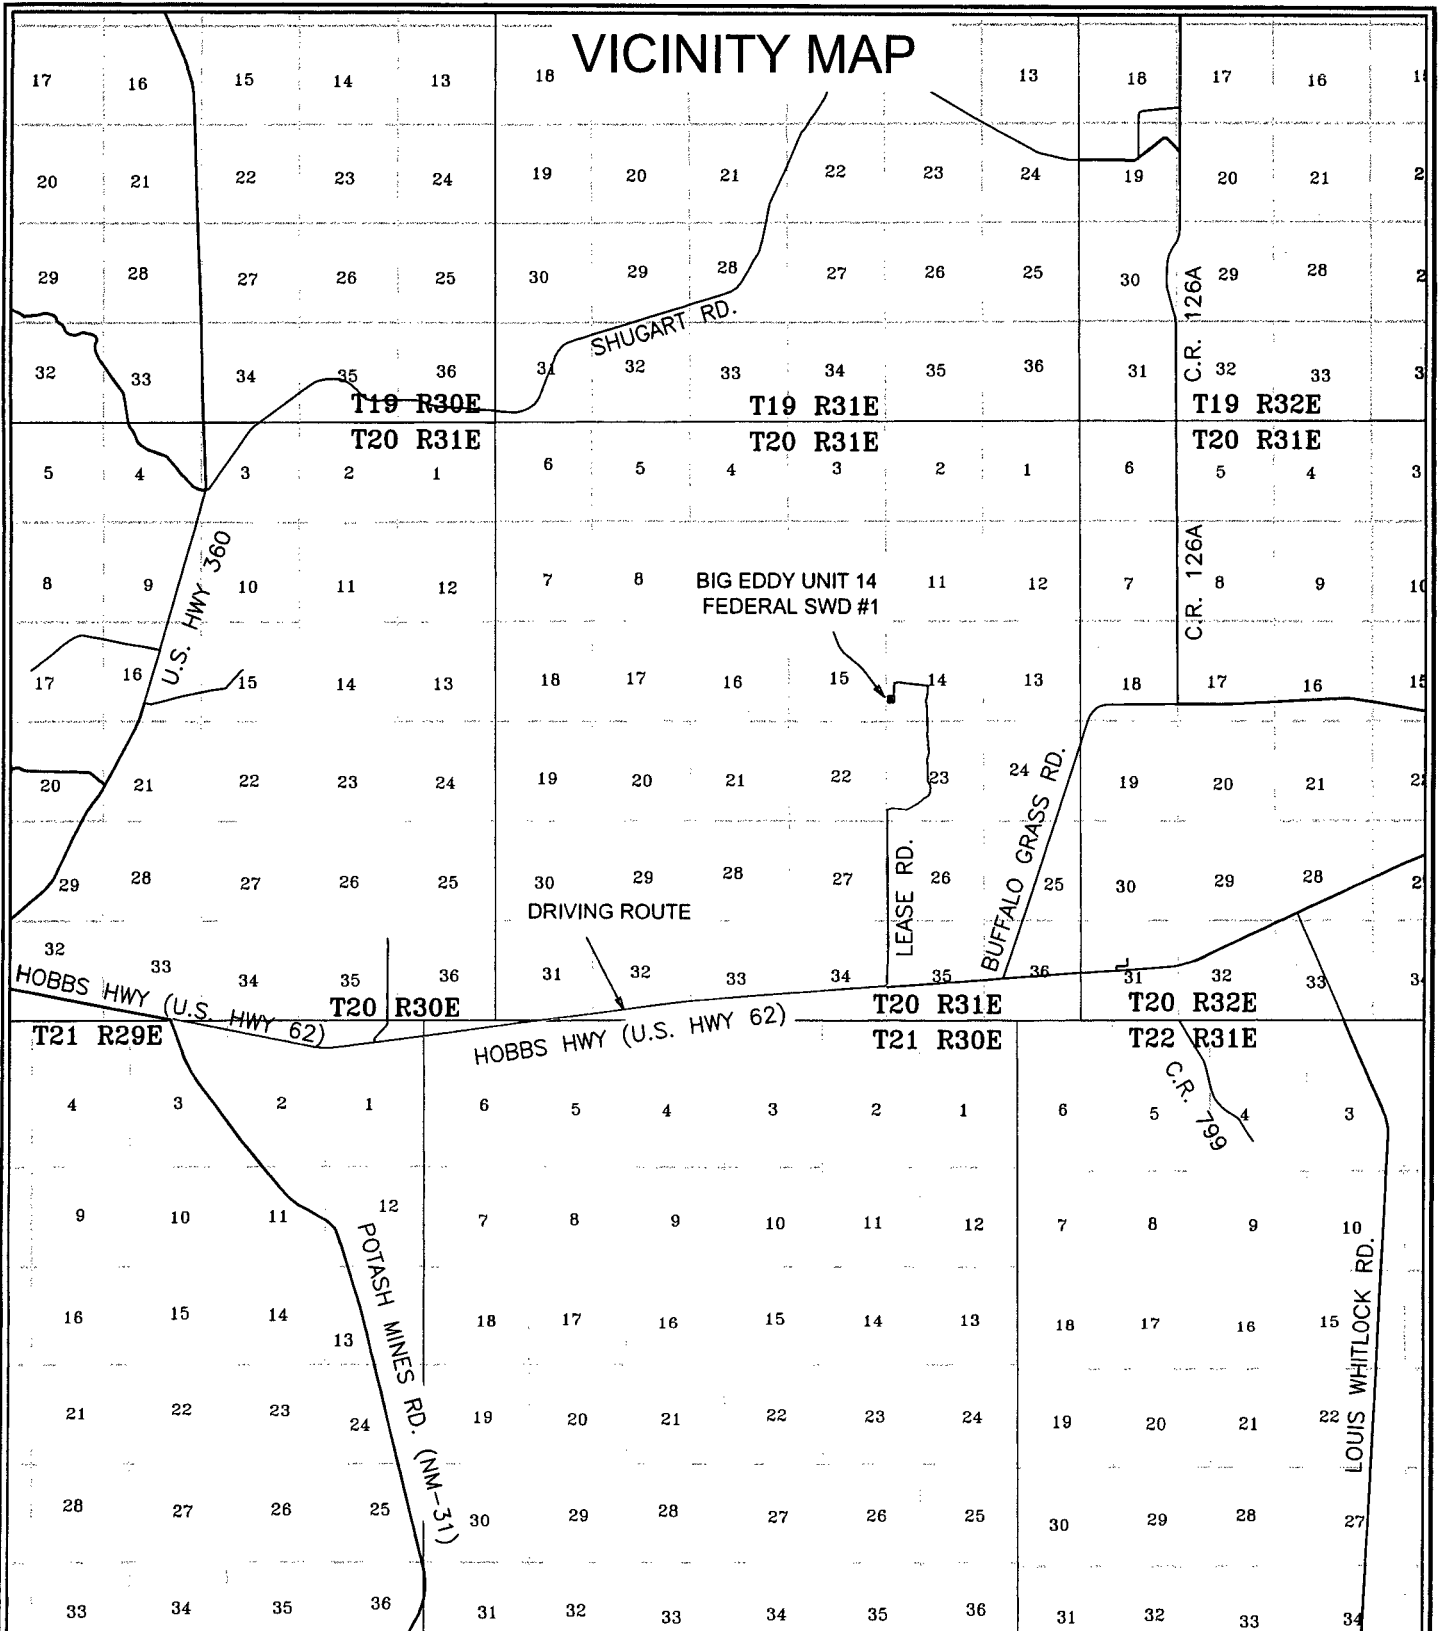 VICINITY MAP
17 16 15 14 13 18 13 18 17 16
20 21 22 23 24 19 20 21 22 23 24 19 20 21
29 28 27 26 25 30 29 28 27 26 25 30 29 28
C.R. 126A
SHUGART RD.
32 33 34 35 36 31 32 33 34 35 36 31 32 33
T19 R30E T19 R31E T19 R32E
T20 R31E T20 R31E T20 R31E
5 4 3 2 1 6 5 4 3 2 1 6 5 4 3
U.S. HWY 360
C.R. 126A
8 9 10 11 12 7 8 BIG EDDY UNIT 14 11 12 7 8 9 10
FEDERAL SWD #1
17 16 15 14 13 18 17 16 15 14 13 18 17 16 15
20 21 22 23 24 19 20 21 22 23 24 19 20 21
BUFFALO GRASS RD.
LEASE RD.
29 28 27 26 25 30 29 28 27 26 25 30 29 28
DRIVING ROUTE
32 33 34 35 36 31 32 33 34 35 36 31 32 33
HOBBS HWY (U.S. HWY 62)
T20 R30E T20 R31E T20 R32E
T21 R29E T21 R30E T22 R31E
HOBBS HWY (U.S. HWY 62)
C.R. 799
4 3 2 1 6 5 4 3 2 1 6 5 4 3
9 10 11 12 7 8 9 10 11 12 7 8 9 10
POTASH MINES RD. (NM-31)
LOUIS WHITLOCK RD.
16 15 14 13 18 17 16 15 14 13 18 17 16 15
21 22 23 24 19 20 21 22 23 24 19 20 21 22
28 27 26 25 30 29 28 27 26 25 30 29 28 27
33 34 35 36 31 32 33 34 35 36 31 32 33 34